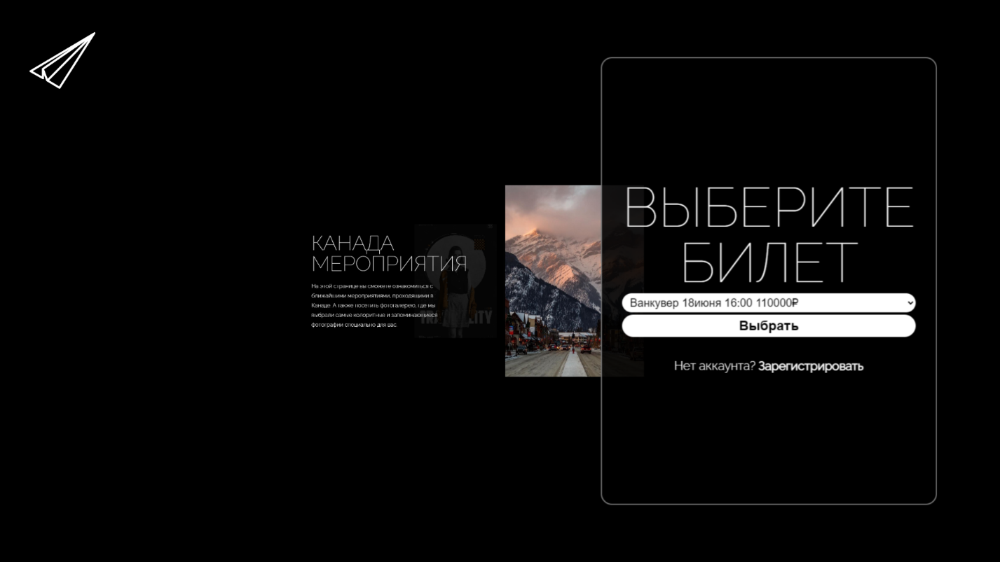 КАНАДА
МЕРОПРИЯТИЯ
На этой странице вы сможете ознакомиться с
ближайшими мероприятиями, проходящими в
Канаде. А также посетить фотогалерею, где мы
выбрали самые колоритные и запоминающиеся
фотографии специально для вас.
ВЫБЕРИТЕ
БИЛЕТ
Ванкувер 18июня 16:00 110000₽
Выбрать
Нет аккаунта? Зарегистрировать